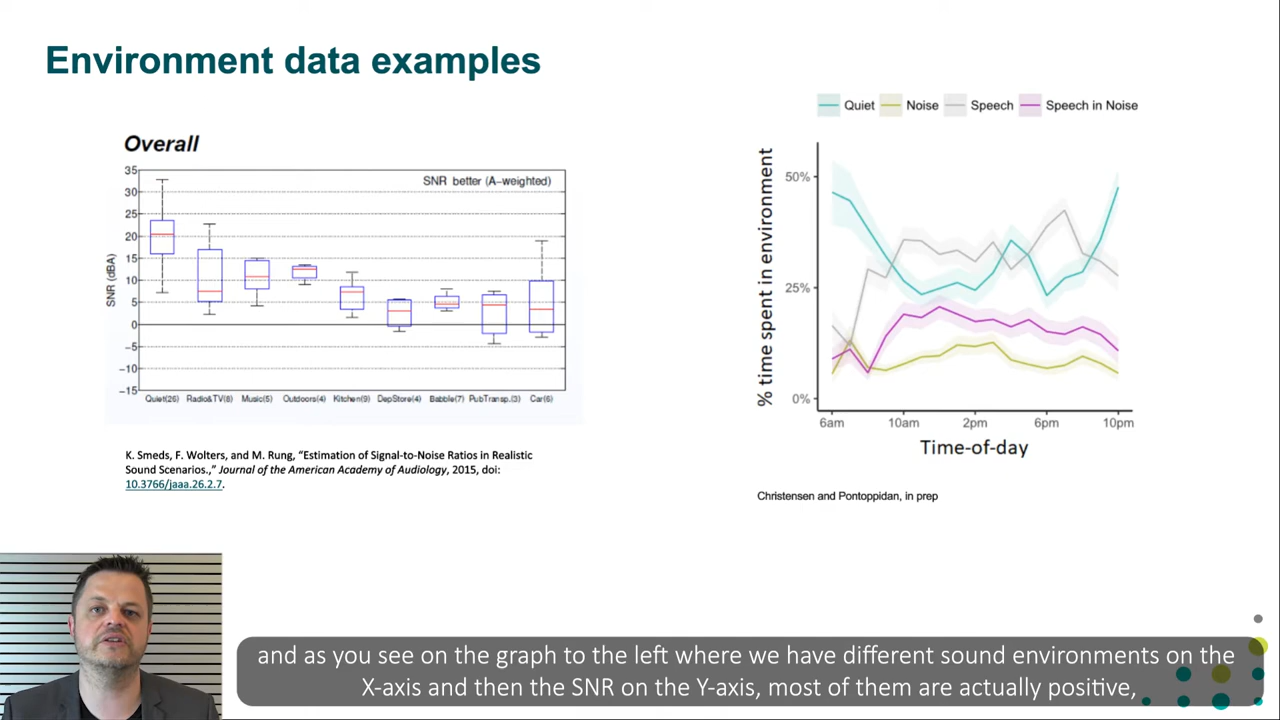 Environment data examples
Quiet Noise Speech Speech in Noise
Overall
SNR better (A-weighted)
SNR (dBA)
35
30
25
20
15
10
5
0
-5
-10
-15
Quiet(26) Radio&TV(8) Music(5) Outdoors(4) Kitchen(9) DepStore(4) Babble(7) PubTransp.(3) Car(6)
K. Smeds, F. Wolters, and M. Rung, “Estimation of Signal-to-Noise Ratios in Realistic
Sound Scenarios.,” Journal of the American Academy of Audiology, 2015, doi:
10.3766/jaaa.26.2.7.
% time spent in environment
50%
25%
0%
6am 10am 2pm 6pm 10pm
Time-of-day
Christensen and Pontoppidan, in prep
and as you see on the graph to the left where we have different sound environments on the
X-axis and then the SNR on the Y-axis, most of them are actually positive,